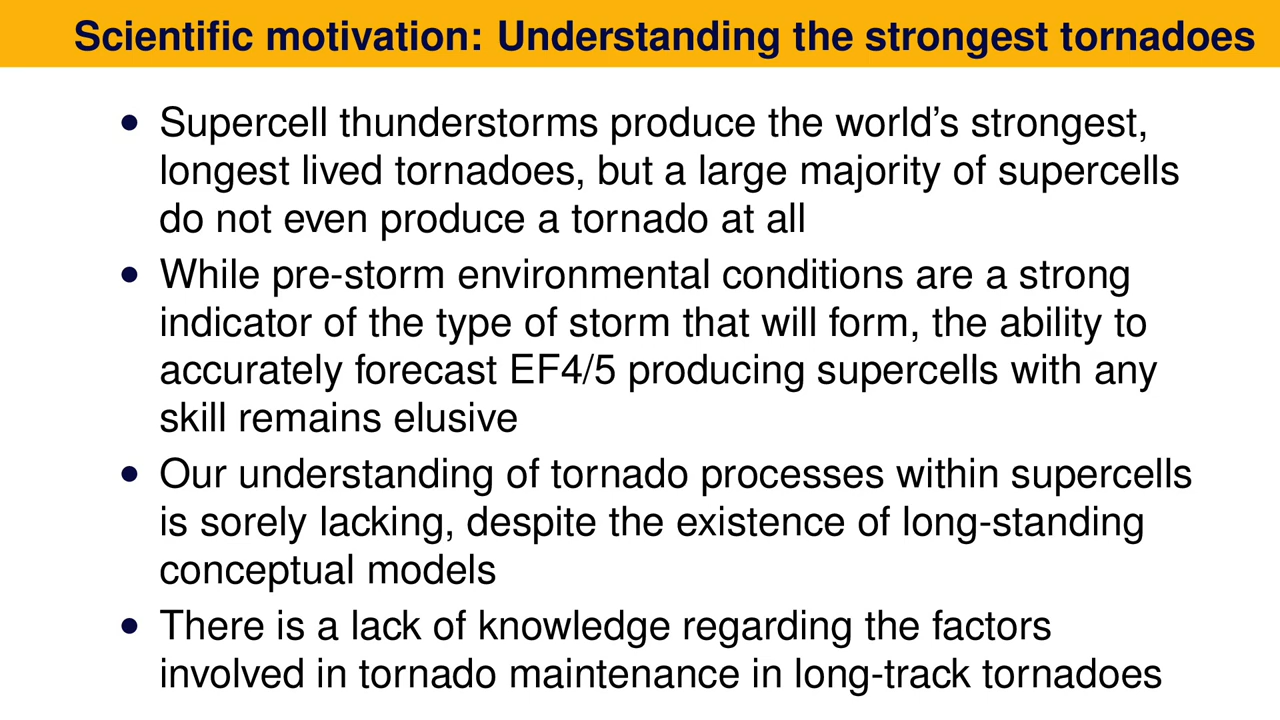 Scientific motivation: Understanding the strongest tornadoes
• Supercell thunderstorms produce the world’s strongest,
longest lived tornadoes, but a large majority of supercells
do not even produce a tornado at all
• While pre-storm environmental conditions are a strong
indicator of the type of storm that will form, the ability to
accurately forecast EF4/5 producing supercells with any
skill remains elusive
• Our understanding of tornado processes within supercells
is sorely lacking, despite the existence of long-standing
conceptual models
• There is a lack of knowledge regarding the factors
involved in tornado maintenance in long-track tornadoes